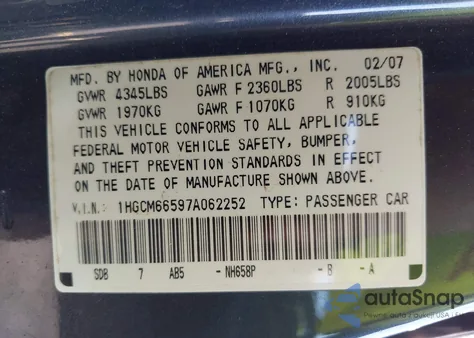 MFD. BY HONDA OF AMERICA MFG., INC. 02/07
GVWR 4345LBS GAWR F 2360LBS R 2005LBS
GVWR 1970KG GAWR F 1070KG R 910KG
THIS VEHICLE CONFORMS TO ALL APPLICABLE
FEDERAL MOTOR VEHICLE SAFETY, BUMPER,
AND THEFT PREVENTION STANDARDS IN EFFECT
ON THE DATE OF MANUFACTURE SHOWN ABOVE.
V.I.N.: 1HGCM66597A062252 TYPE: PASSENGER CAR
SDB 7 AB5 -NH658P -B -A
autoSnap